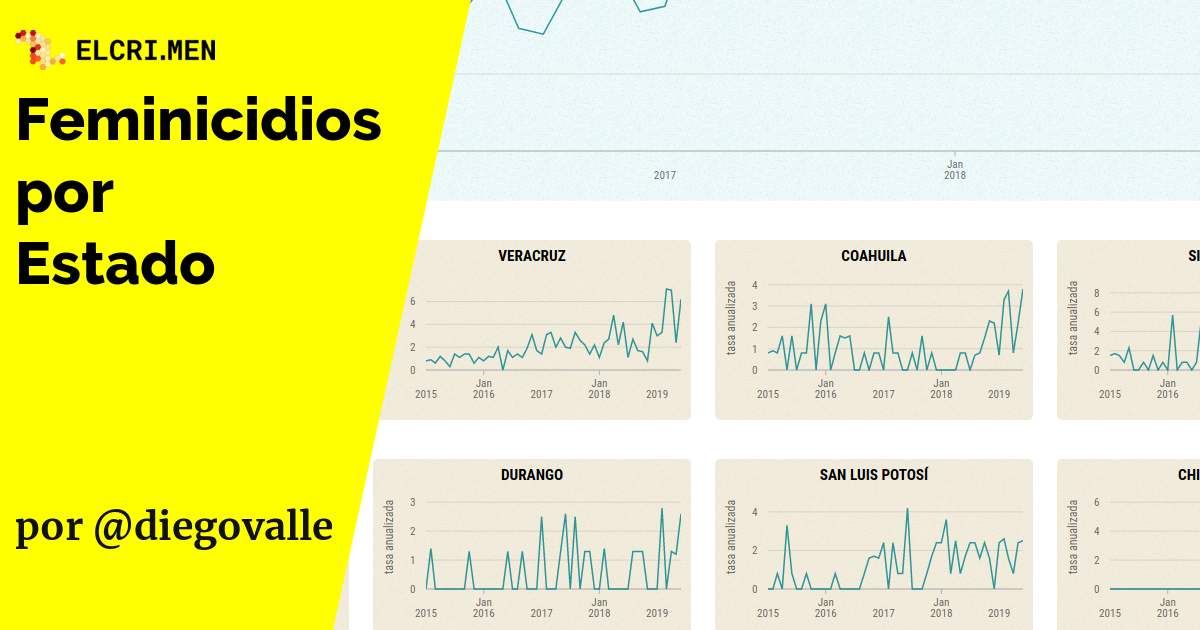 ELCRI.MEN
Feminicidios
por
Estado
por @diegovalle
2017
Jan
2018
VERACRUZ
6
4
2
0
2015
Jan
2016
2017
Jan
2018
2019
COAHUILA
tasa anualizada
4
3
2
1
0
2015
Jan
2016
2017
Jan
2018
2019
SI
tasa anualizada
8
6
4
2
0
2015
Jan
2016
DURANGO
tasa anualizada
3
2
1
0
2015
Jan
2016
2017
Jan
2018
2019
SAN LUIS POTOSÍ
tasa anualizada
4
2
0
2015
Jan
2016
2017
Jan
2018
2019
CHI
tasa anualizada
6
4
2
0
2015
Jan
2016